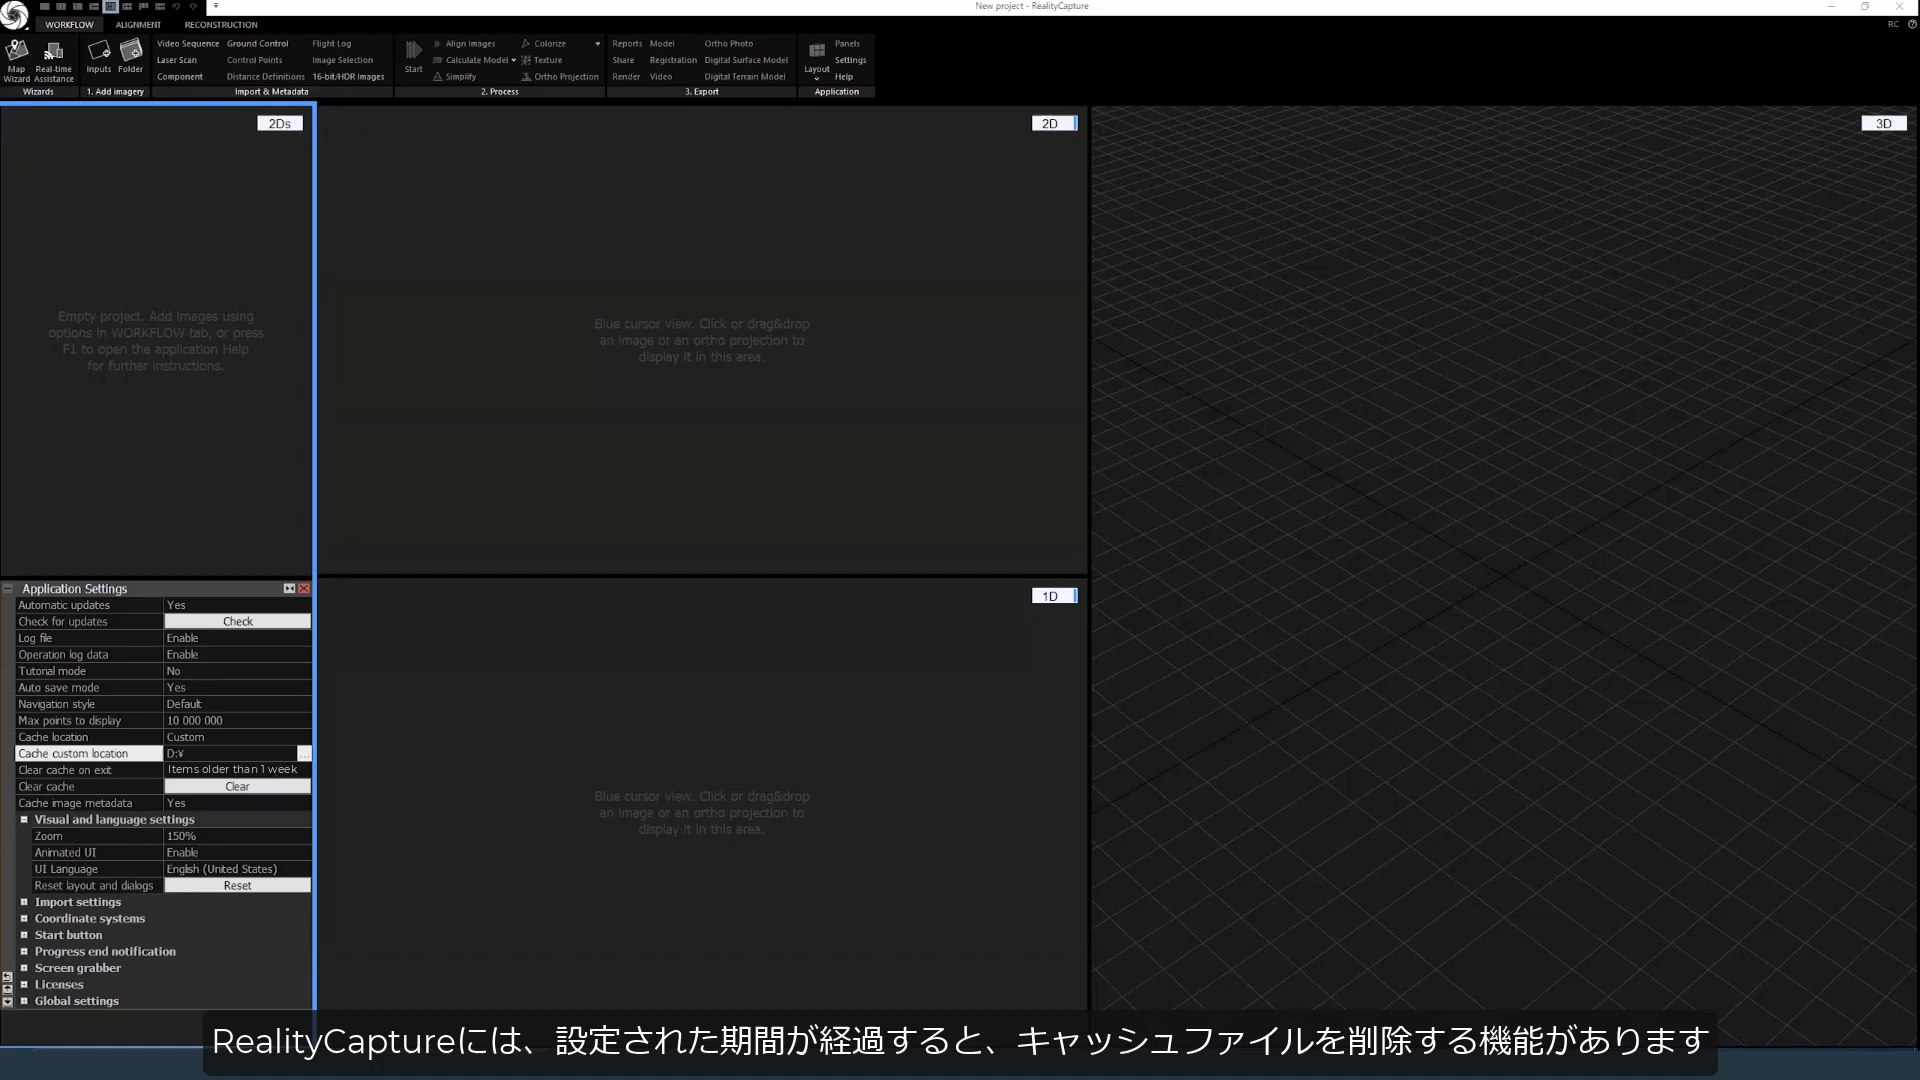 New project - RealityCapture
WORKFLOW
ALIGNMENT
RECONSTRUCTION
RC
Map Wizard
Real-time Assistance
Wizards
Inputs
Folder
1. Add imagery
Video Sequence
Laser Scan
Component
Ground Control
Control Points
Distance Definitions
Flight Log
Image Selection
16-bit/HDR Images
Import & Metadata
Start
Align Images
Calculate Model
Simplify
Colorize
Texture
Ortho Projection
2. Process
Reports
Share
Render
Model
Registration
Video
Ortho Photo
Digital Surface Model
Digital Terrain Model
3. Export
Layout
Panels
Settings
Help
Application
2Ds
Empty project. Add images using
options in WORKFLOW tab, or press
F1 to open the application Help
for further instructions.
2D
Blue cursor view. Click or drag&drop
an image or an ortho projection to
display it in this area.
3D
1D
Blue cursor view. Click or drag&drop
an image or an ortho projection to
display it in this area.
Application Settings
Automatic updates Yes
Check for updates Check
Log file Enable
Operation log data Enable
Tutorial mode No
Auto save mode Yes
Navigation style Default
Max points to display 10 000 000
Cache location Custom
Cache custom location D:¥ ...
Clear cache on exit Items older than 1 week
Clear cache Clear
Cache image metadata Yes
Visual and language settings
Zoom 150%
Animated UI Enable
UI Language English (United States)
Reset layout and dialogs Reset
Import settings
Coordinate systems
Start button
Progress end notification
Screen grabber
Licenses
Global settings
RealityCaptureには、設定された期間が経過すると、キャッシュファイルを削除する機能があります